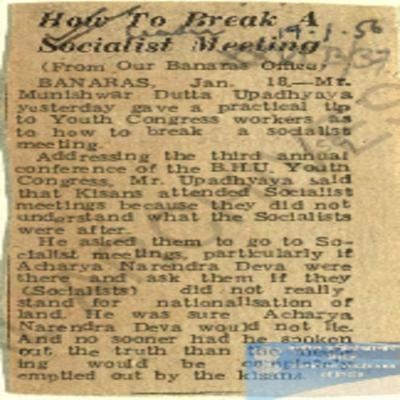 How To Break A
Socialist Meeting
19-1-56
(From Our Banaras Office)
BANARAS, Jan. 18,—Mr.
Munishwar Dutta Upadhyaya
yesterday gave a practical tip
to Youth Congress workers as
to how to break a socialist
meeting.
Addressing the third annual
conference of the B.H.U. Youth
Congress, Mr. Upadhyaya said
that Kisans attended Socialist
meetings because they did not
understand what the Socialists
were after.
He asked them to go to So-
cialist meetings, particularly if
Acharya Narendra Deva were
there and ask them if they
(Socialists) did not really
stand for nationalisation of
land. He was sure Acharya
Narendra Deva would not lie.
And no sooner had he spoken
out the truth than the meet-
ing would be completely
emptied out by the kisans.